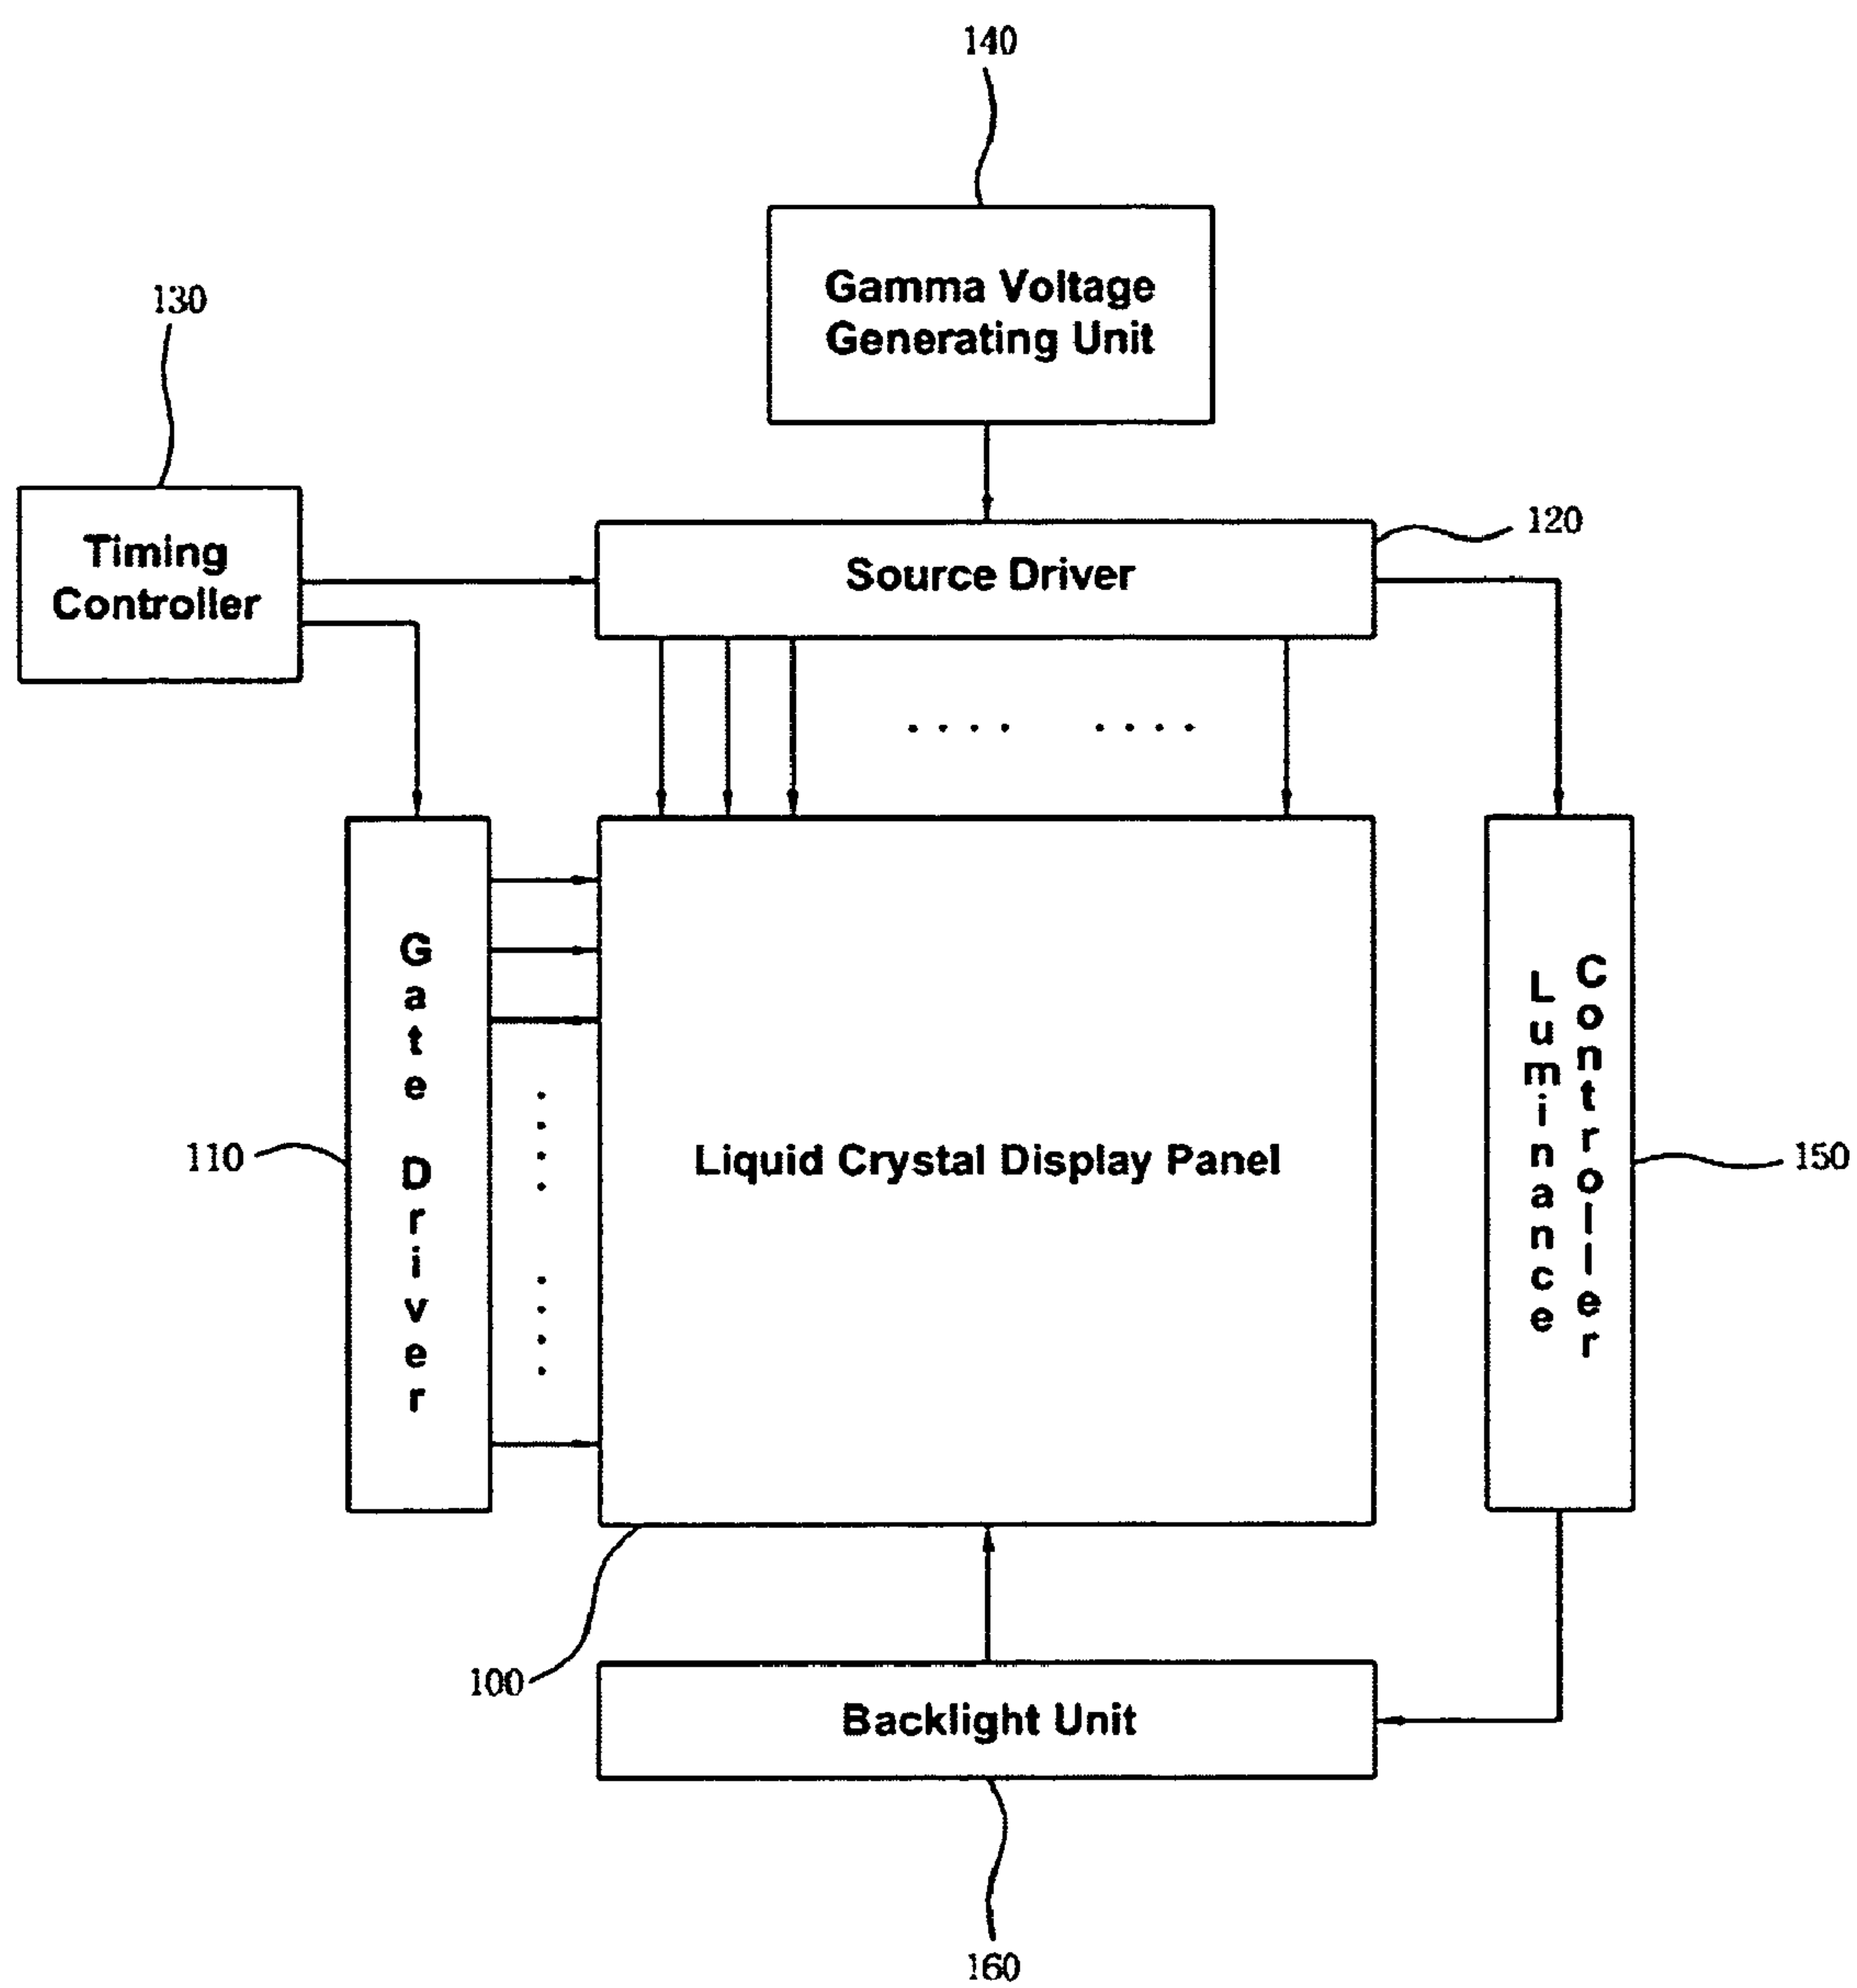 140
Gamma Voltage
Generating Unit
130
Timing
Controller
120
Source Driver
Gate Driver
Luminance
Controller
110
Liquid Crystal Display Panel
150
100
Backlight Unit
160